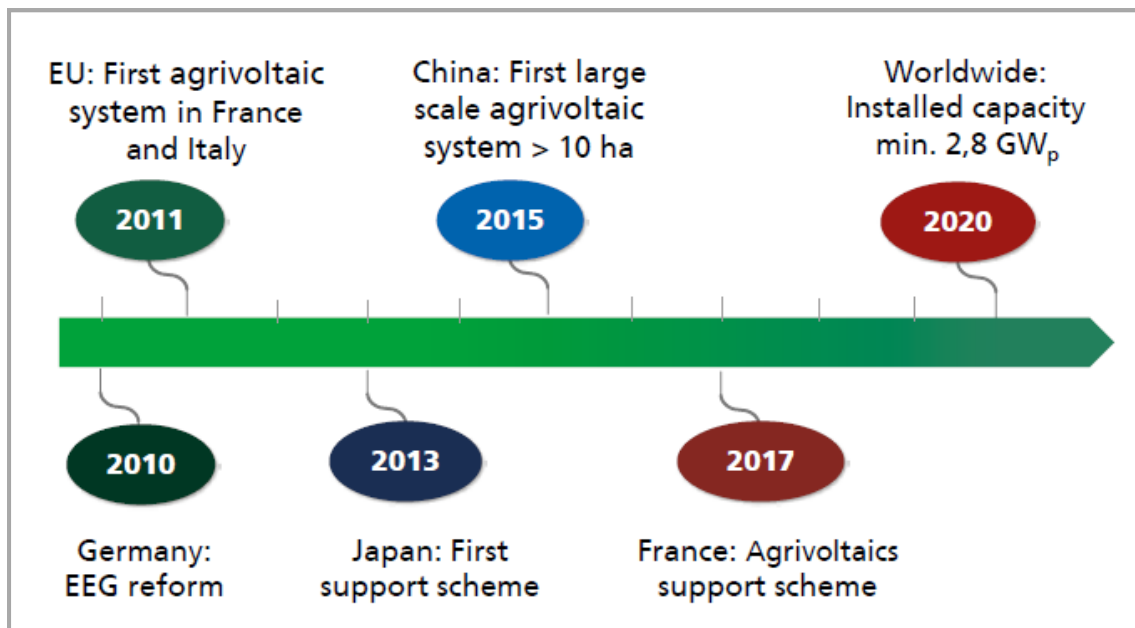 EU: First agrivoltaic
system in France
and Italy
2011
China: First large
scale agrivoltaic
system > 10 ha
2015
Worldwide:
Installed capacity
min. 2,8 GWp
2020
2010
Germany:
EEG reform
2013
Japan: First
support scheme
2017
France: Agrivoltaics
support scheme